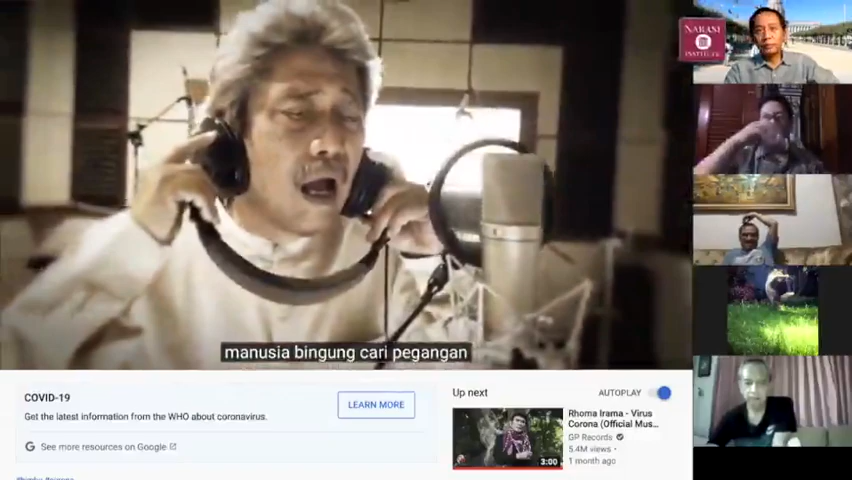 NARASI
INSTITUTE
manusia bingung cari pegangan
COVID-19
Get the latest information from the WHO about coronavirus.
LEARN MORE
See more resources on Google
Up next
AUTOPLAY
3:00
Rhoma Irama - Virus
Corona (Official Mus...
GP Records
5.4M views •
1 month ago